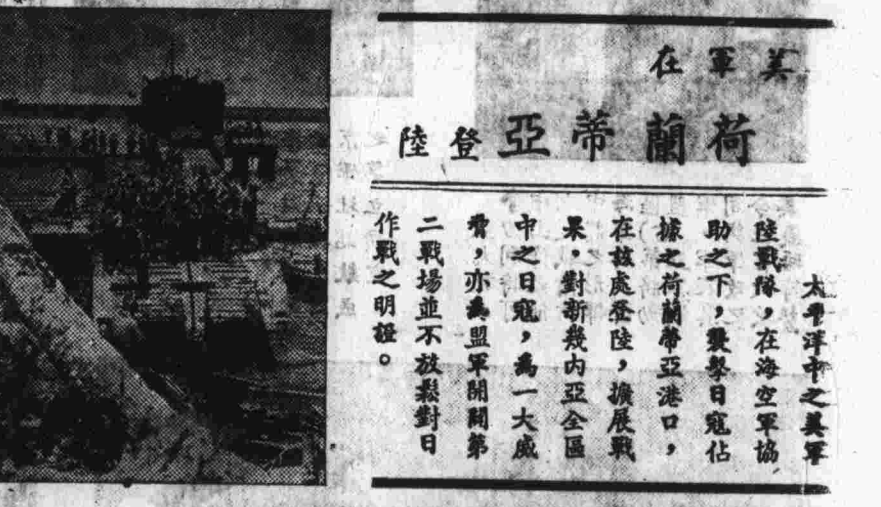 美軍在
荷蘭蒂亞登陸
太平洋中之美軍
陸戰隊，在海空軍協
助之下，襲擊日寇佔
據之荷蘭蒂亞港口，
在該處登陸，擴展戰
果，對新幾內亞全區
中之日寇，為一大威
脅，亦為盟軍開闢第
二戰場並不放鬆對日
作戰之明證。